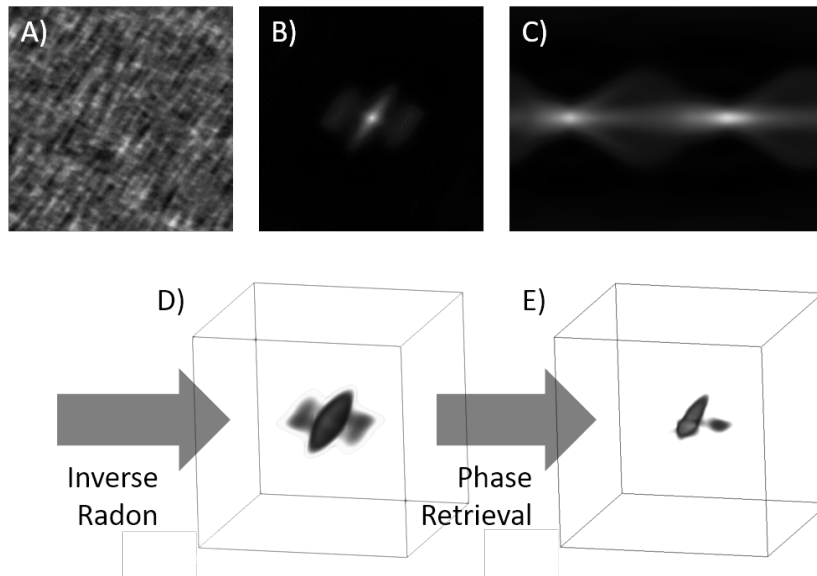 A)
B)
C)
D)
E)
Inverse
Radon
Phase
Retrieval